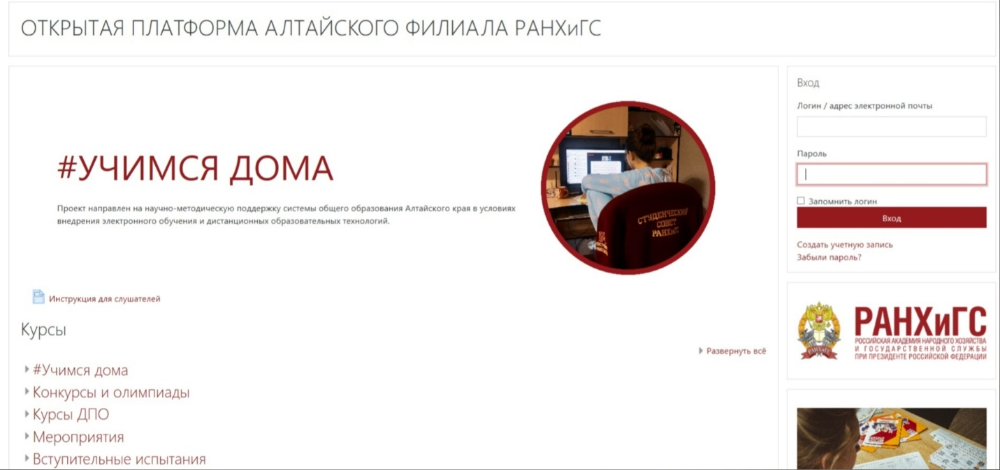 ОТКРЫТАЯ ПЛАТФОРМА АЛТАЙСКОГО ФИЛИАЛА РАНХиГС
#УЧИМСЯ ДОМА
Проект направлен на научно-методическую поддержку системы общего образования Алтайского края в условиях
внедрения электронного обучения и дистанционных образовательных технологий.
СТУДЕНЧЕСКИЙ
СОВЕТ
РАНХиГС
Инструкция для слушателей
Курсы
Развернуть всё
#Учимся дома
Конкурсы и олимпиады
Курсы ДПО
Мероприятия
Вступительные испытания
Вход
Логин / адрес электронной почты
Пароль
Запомнить логин
Вход
Создать учетную запись
Забыли пароль?
РАНХиГС
РАНХиГС
РОССИЙСКАЯ АКАДЕМИЯ НАРОДНОГО ХОЗЯЙСТВА
И ГОСУДАРСТВЕННОЙ СЛУЖБЫ
ПРИ ПРЕЗИДЕНТЕ РОССИЙСКОЙ ФЕДЕРАЦИИ